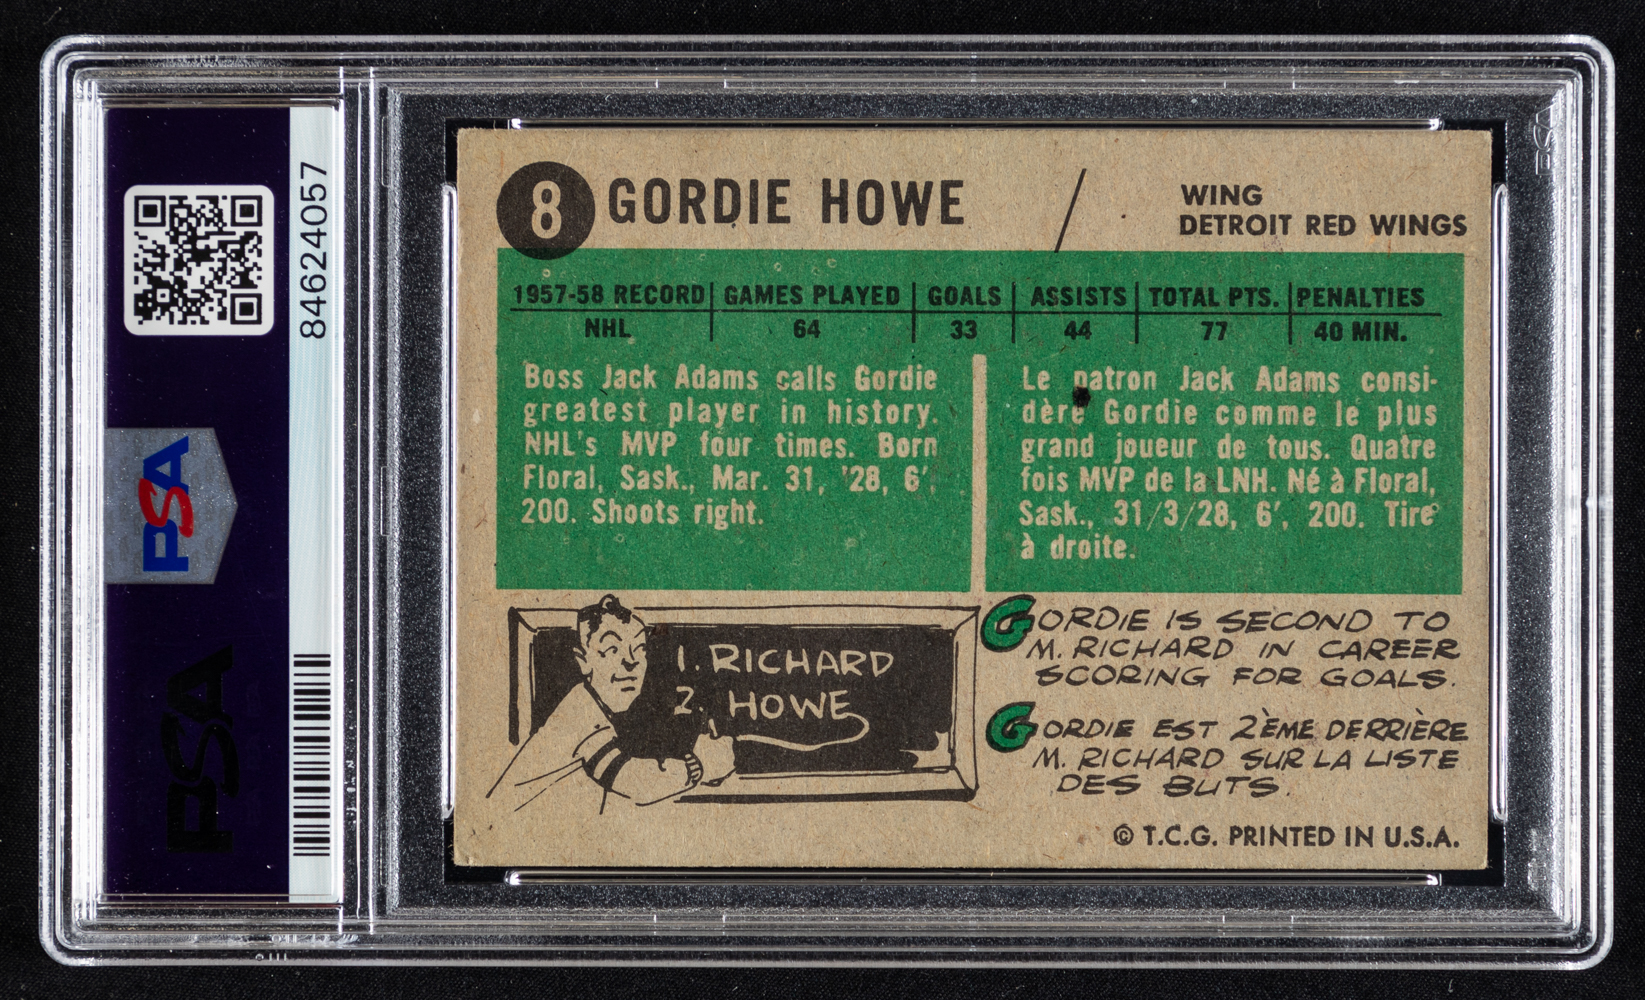 PSA
84624057
PSA
8 GORDIE HOWE / WING
DETROIT RED WINGS
1957-58 RECORD | GAMES PLAYED | GOALS | ASSISTS | TOTAL PTS. | PENALTIES
NHL | 64 | 33 | 44 | 77 | 40 MIN.
Boss Jack Adams calls Gordie
greatest player in history.
NHL's MVP four times. Born
Floral, Sask., Mar. 31, '28, 6',
200. Shoots right.
Le patron Jack Adams consi-
dère Gordie comme le plus
grand joueur de tous. Quatre
fois MVP de la LNH. Né à Floral,
Sask., 31/3/28, 6', 200. Tire
à droite.
1. RICHARD
2. HOWE
GORDIE IS SECOND TO
M. RICHARD IN CAREER
SCORING FOR GOALS.
GORDIE EST 2ÈME DERRIÈRE
M. RICHARD SUR LA LISTE
DES BUTS.
© T.C.G. PRINTED IN U.S.A.